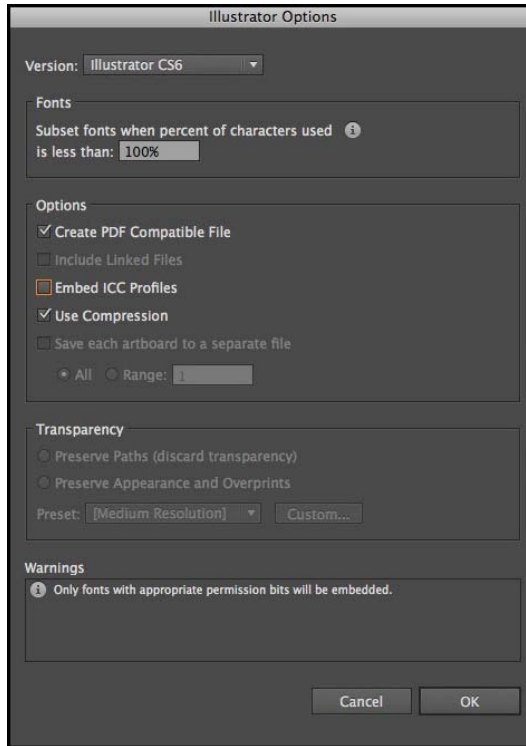 Illustrator Options
Version: Illustrator CS6
Fonts
Subset fonts when percent of characters used
is less than: 100%
Options
Create PDF Compatible File
Include Linked Files
Embed ICC Profiles
Use Compression
Save each artboard to a separate file
All Range: 1
Transparency
Preserve Paths (discard transparency)
Preserve Appearance and Overprints
Preset: [Medium Resolution] Custom...
Warnings
Only fonts with appropriate permission bits will be embedded.
Cancel OK